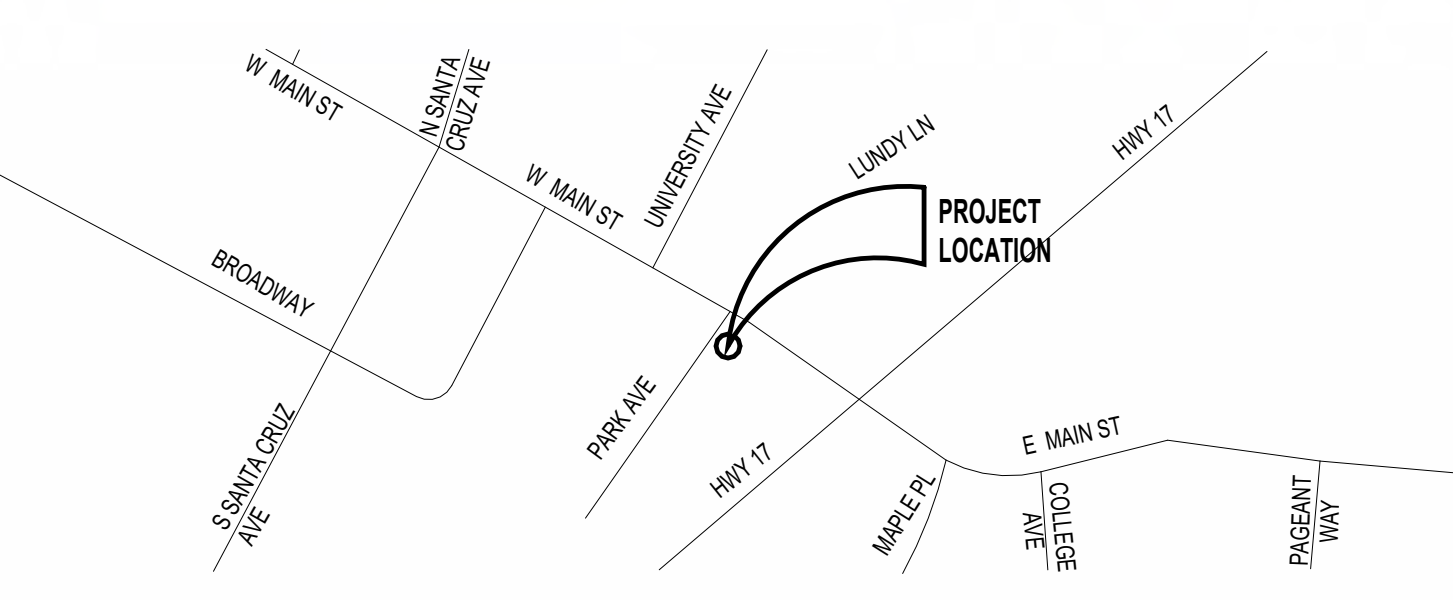 W MAIN ST
N SANTA
CRUZ AVE
UNIVERSITY AVE
LUNDY LN
HWY 17
W MAIN ST
PROJECT
LOCATION
BROADWAY
PARK AVE
S SANTA CRUZ
AVE
HWY 17
E MAIN ST
MAPLE PL
COLLEGE
AVE
PAGEANT
WAY